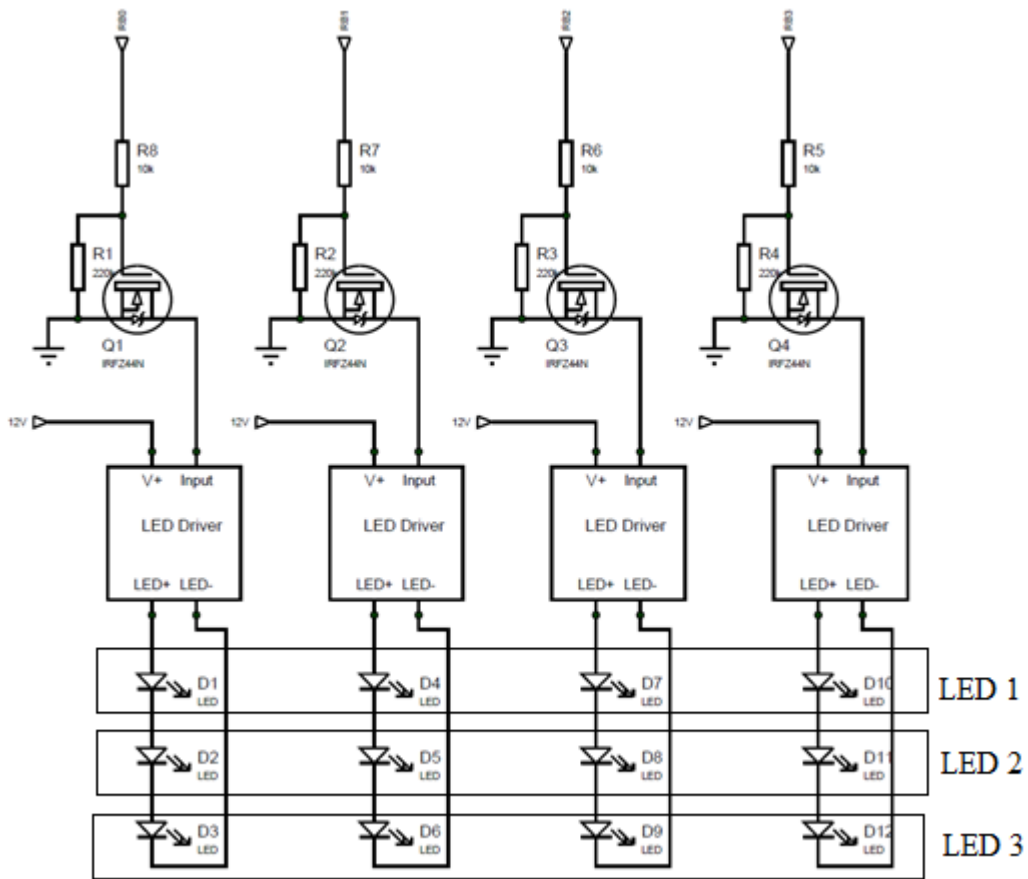 RB0 RB1 RB2 RB3
R8 R7 R6 R5
10k 10k 10k 10k
R1 R2 R3 R4
220k 220k 220k 220k
Q1 Q2 Q3 Q4
IRFZ44N IRFZ44N IRFZ44N IRFZ44N
12V 12V 12V 12V
V+ Input V+ Input V+ Input V+ Input
LED Driver LED Driver LED Driver LED Driver
LED+ LED- LED+ LED- LED+ LED- LED+ LED-
D1 D4 D7 D10 LED 1
LED LED LED LED
D2 D5 D8 D11 LED 2
LED LED LED LED
D3 D6 D9 D12 LED 3
LED LED LED LED